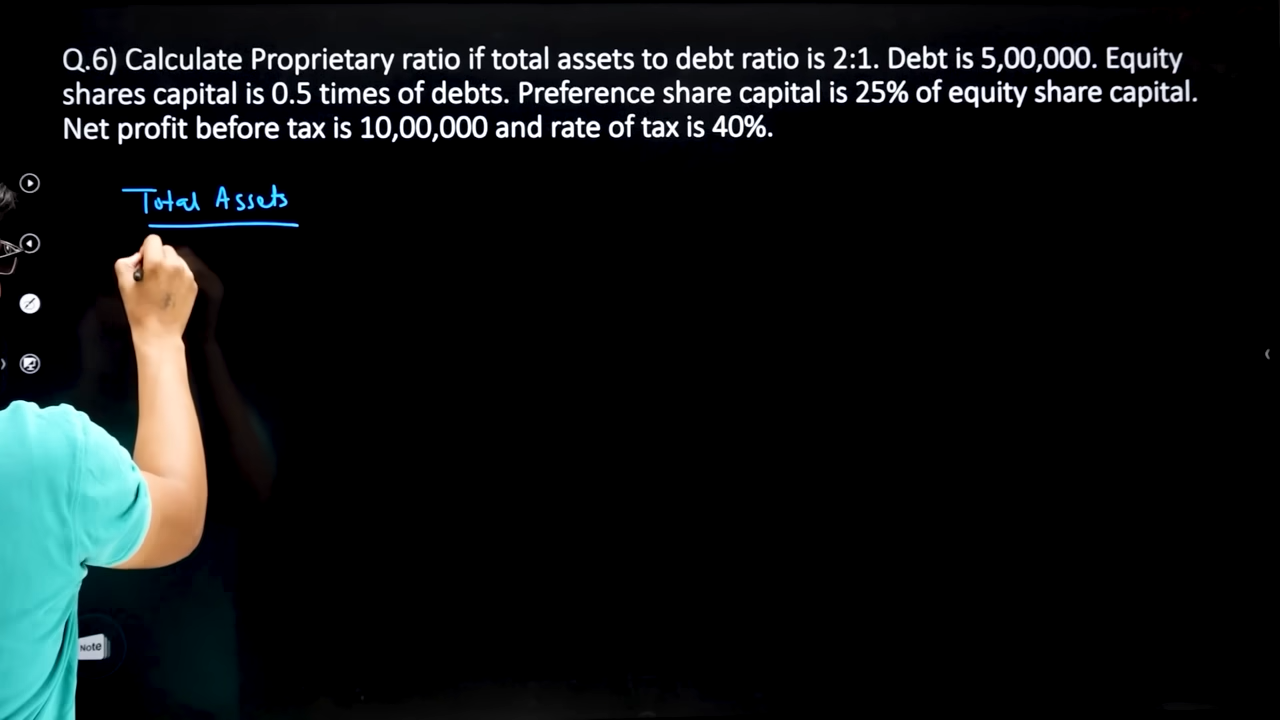 Q.6) Calculate Proprietary ratio if total assets to debt ratio is 2:1. Debt is 5,00,000. Equity
shares capital is 0.5 times of debts. Preference share capital is 25% of equity share capital.
Net profit before tax is 10,00,000 and rate of tax is 40%.
Total Assets
Note